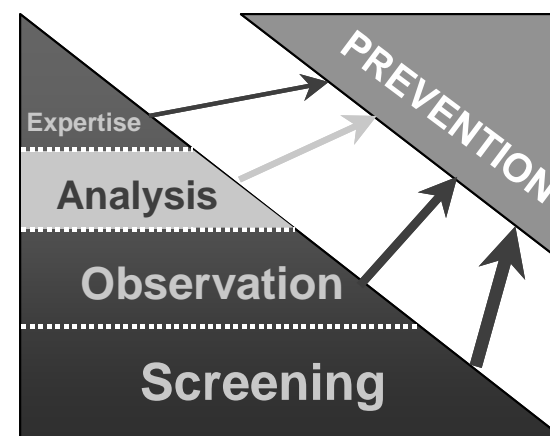 PREVENTION
Expertise
Analysis
Observation
Screening